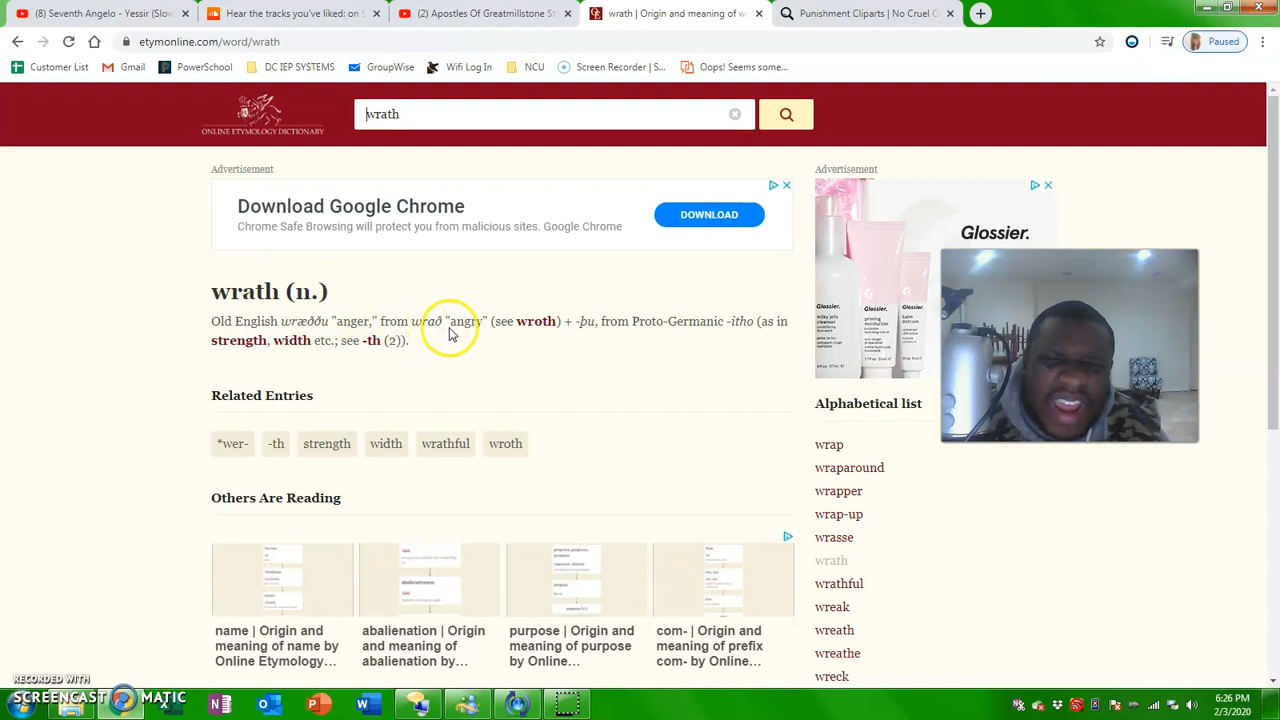 Seventh Angelo - Yessir(Slow
Hear the tracks you've liked on S
(2) Apostasy Of Get Christianistan
wrath | Origin and meaning of w
Punishment Cliparts - Cruel C
etymonline.com/word/wrath
Paused
Customer List
Gmail
PowerSchool
DC IEP SYSTEMS
GroupWise
Wifi Log In
NCU
Screen Recorder | S...
Oops! Seems some...
ONLINE ETYMOLOGY DICTIONARY
wrath
Advertisement
Download Google Chrome
Chrome Safe Browsing will protect you from malicious sites. Google Chrome
DOWNLOAD
wrath (n.)
Old English wræððu "anger," from wrað "angry" (see wroth) + -þu, from Proto-Germanic -itho (as in
strength, width etc.; see -th (2)).
Related Entries
*wer-
-th
strength
width
wrathful
wroth
Others Are Reading
name | Origin and
meaning of name by
Online Etymology...
abalienation | Origin
and meaning of
abalienation by...
purpose | Origin and
meaning of purpose
by Online...
com- | Origin and
meaning of prefix
com- by Online...
Advertisement
Glossier.
Alphabetical list
wrap
wraparound
wrapper
wrap-up
wrasse
wrath
wrathful
wreak
wreath
wreathe
wreck
RECORDED WITH
SCREENCAST MATIC
6:26 PM
2/3/2020